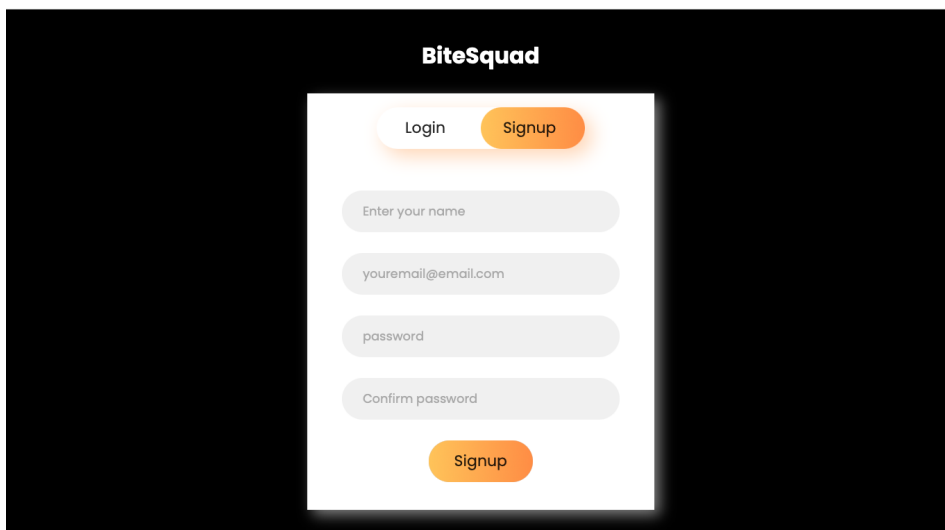 BiteSquad
Login Signup
Enter your name
youremail@email.com
password
Confirm password
Signup